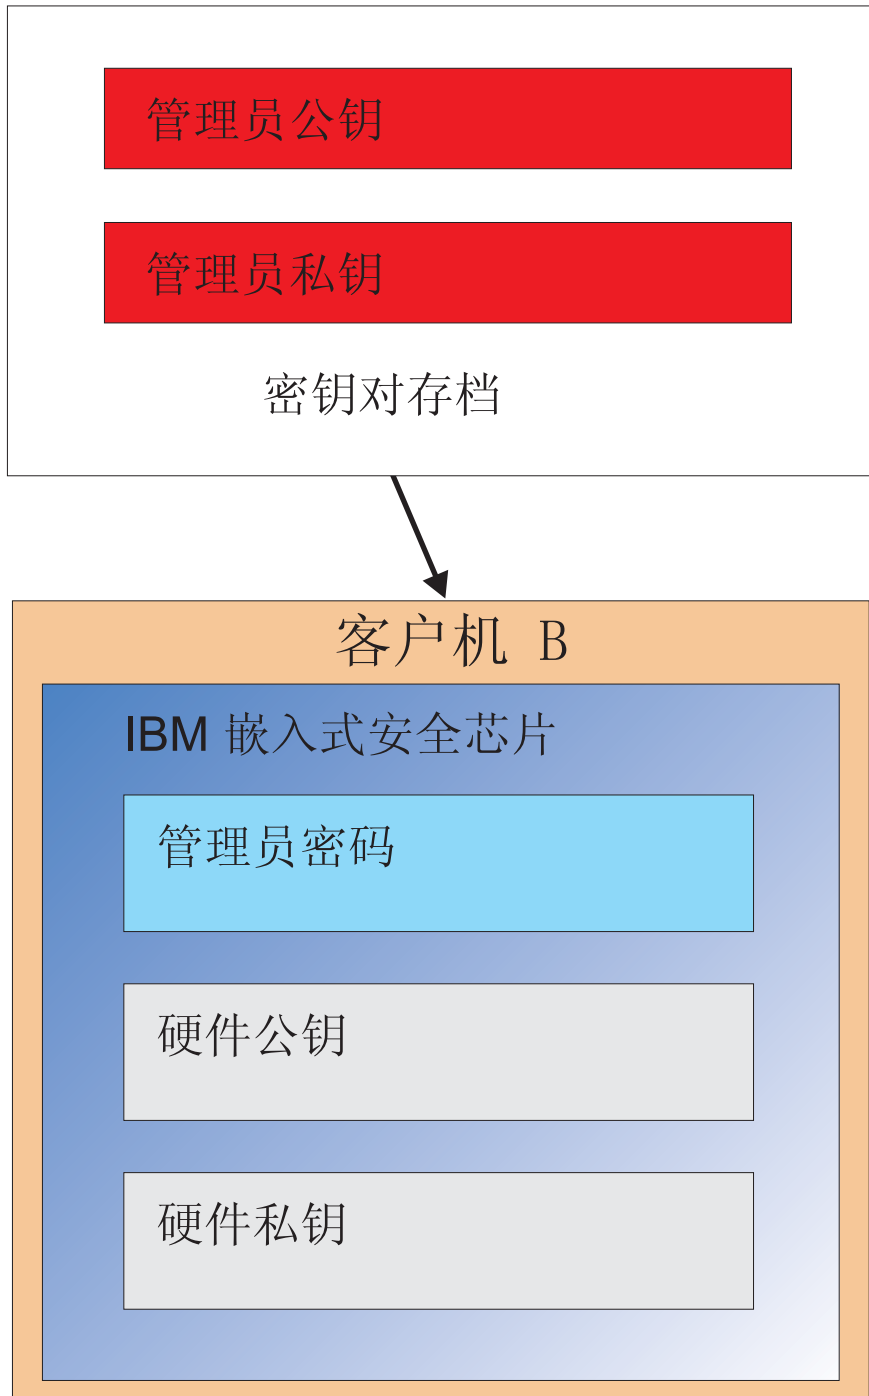 管理员公钥
管理员私钥
密钥对存档
客户机 B
IBM 嵌入式安全芯片
管理员密码
硬件公钥
硬件私钥